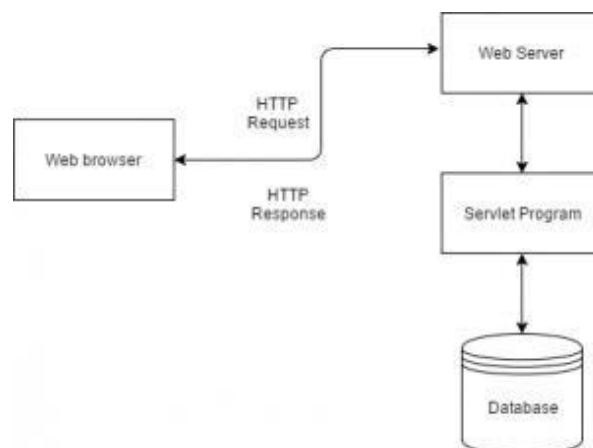 Web Server
HTTP
Request
Web browser
HTTP
Response
Servlet Program
Database